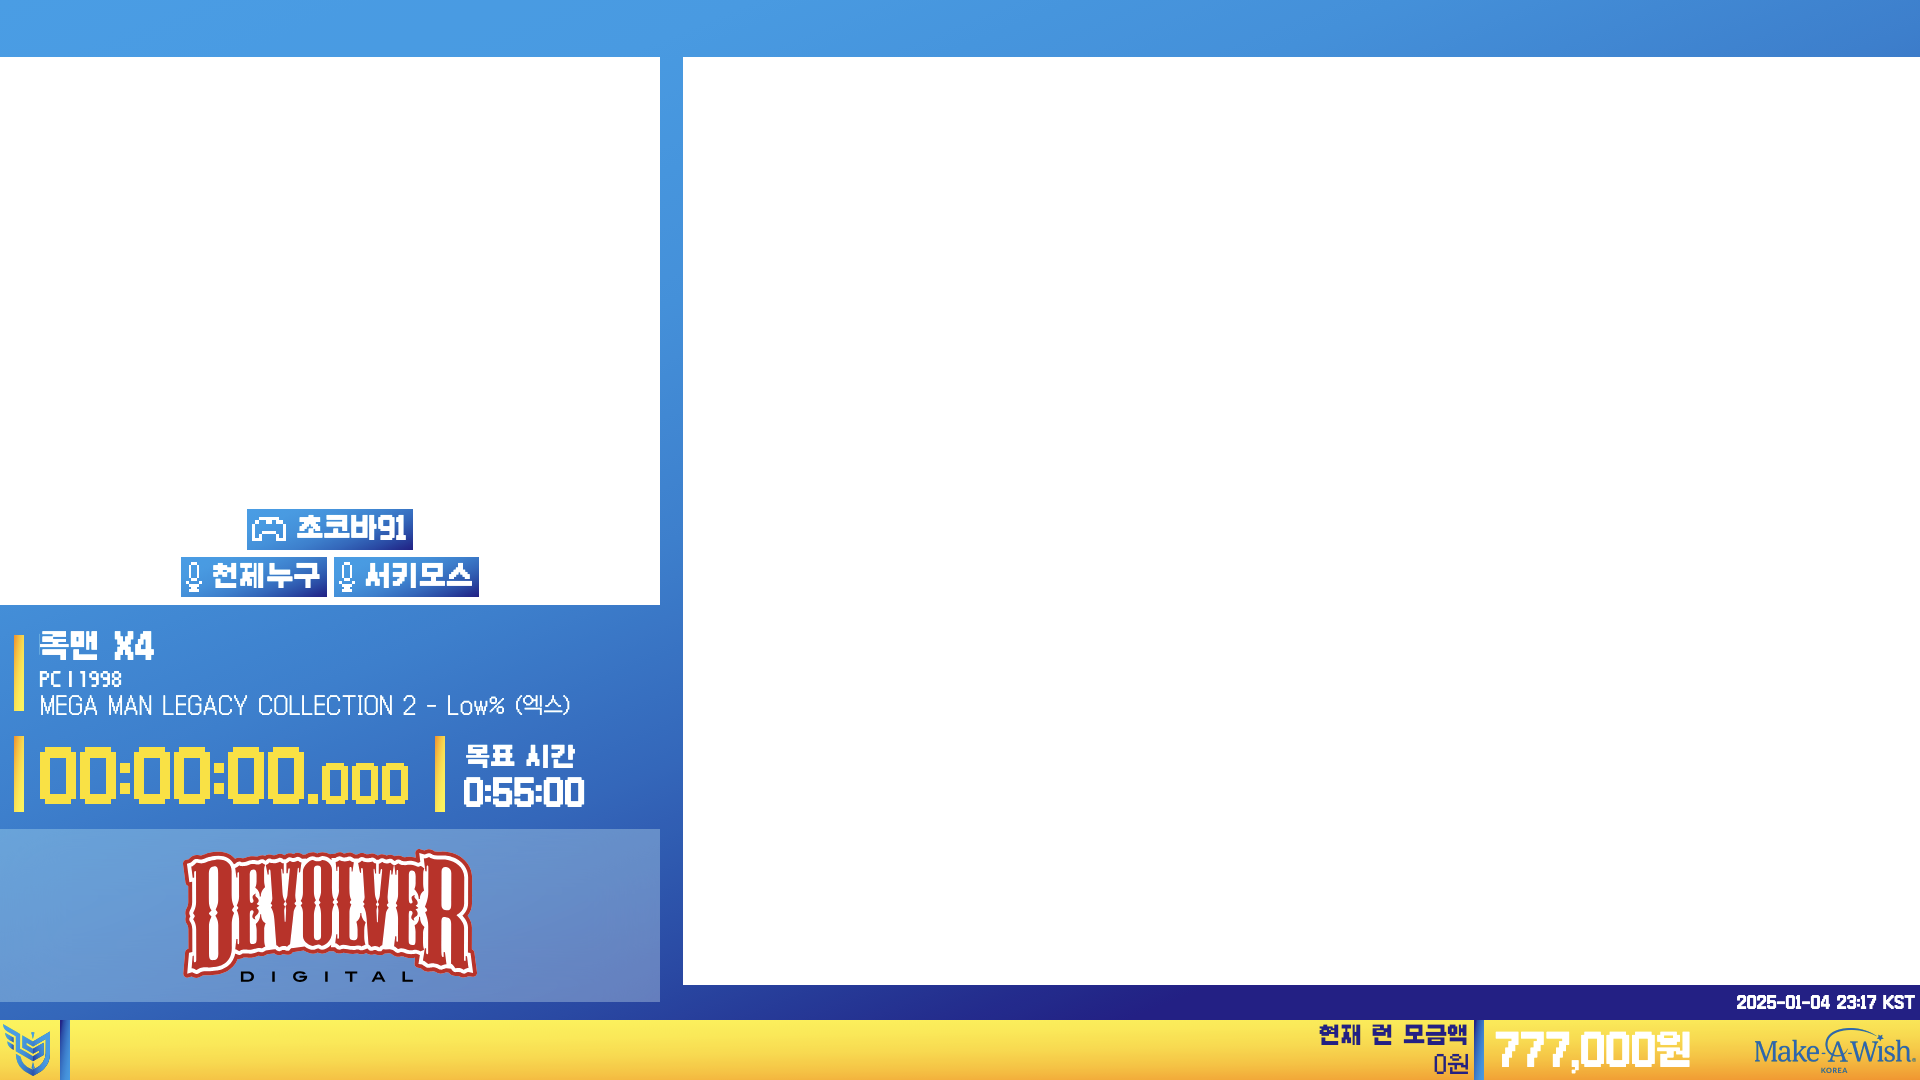 초코바91
천제누구 서키모스
록맨 X4
PC | 1998
MEGA MAN LEGACY COLLECTION 2 - Low% (엑스)
00:00:00.000
목표 시간
0:55:00
DEVOLVER
DIGITAL
2025-01-04 23:17 KST
현재 런 모금액
0원
777,000원
Make-A-Wish.
KOREA